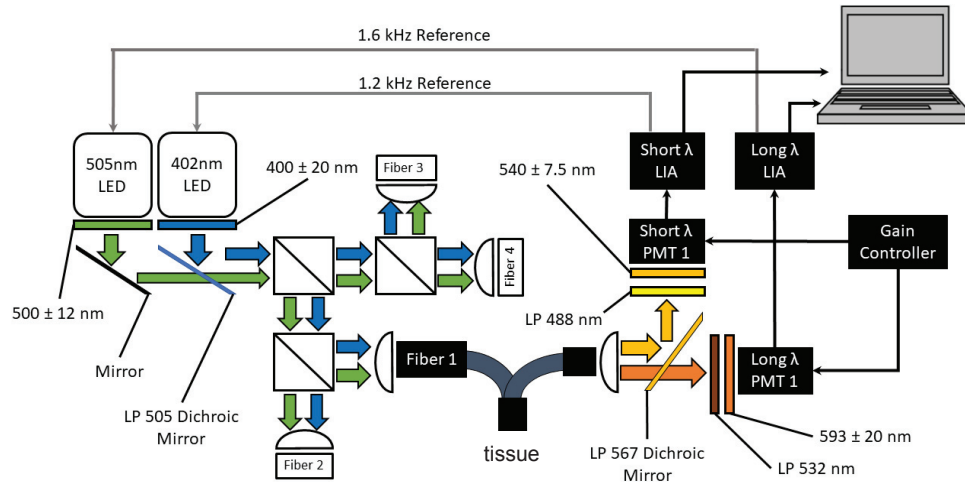 1.6 kHz Reference
1.2 kHz Reference
505nm
LED
402nm
LED
400 ± 20 nm
Fiber 3
540 ± 7.5 nm
Short λ
LIA
Long λ
LIA
Short λ
PMT 1
Gain
Controller
Fiber 4
500 ± 12 nm
LP 488 nm
Mirror
Fiber 1
Long λ
PMT 1
LP 505 Dichroic
Mirror
Fiber 2
tissue
LP 567 Dichroic
Mirror
593 ± 20 nm
LP 532 nm